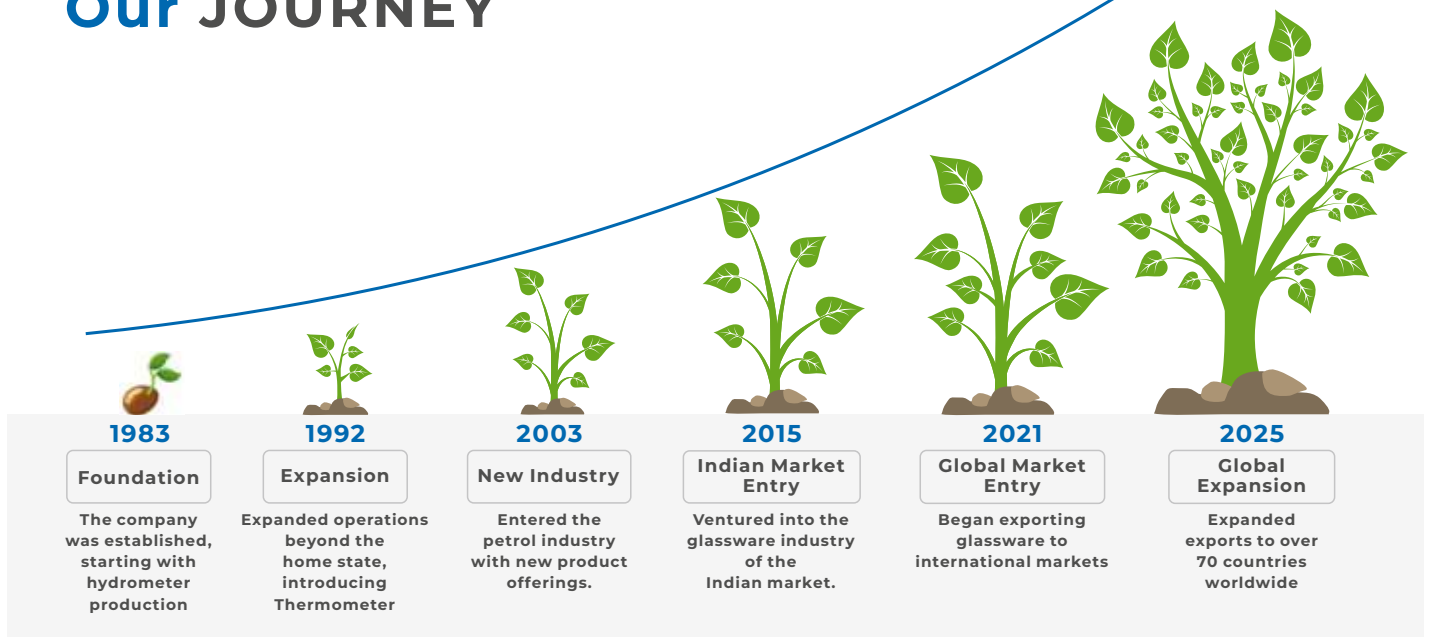 Our JOURNEY
1983
Foundation
The company
was established,
starting with
hydrometer
production
1992
Expansion
Expanded operations
beyond the
home state,
introducing
Thermometer
2003
New Industry
Entered the
petrol industry
with new product
offerings.
2015
Indian Market
Entry
Ventured into the
glassware industry
of the
Indian market.
2021
Global Market
Entry
Began exporting
glassware to
international markets
2025
Global
Expansion
Expanded
exports to over
70 countries
worldwide